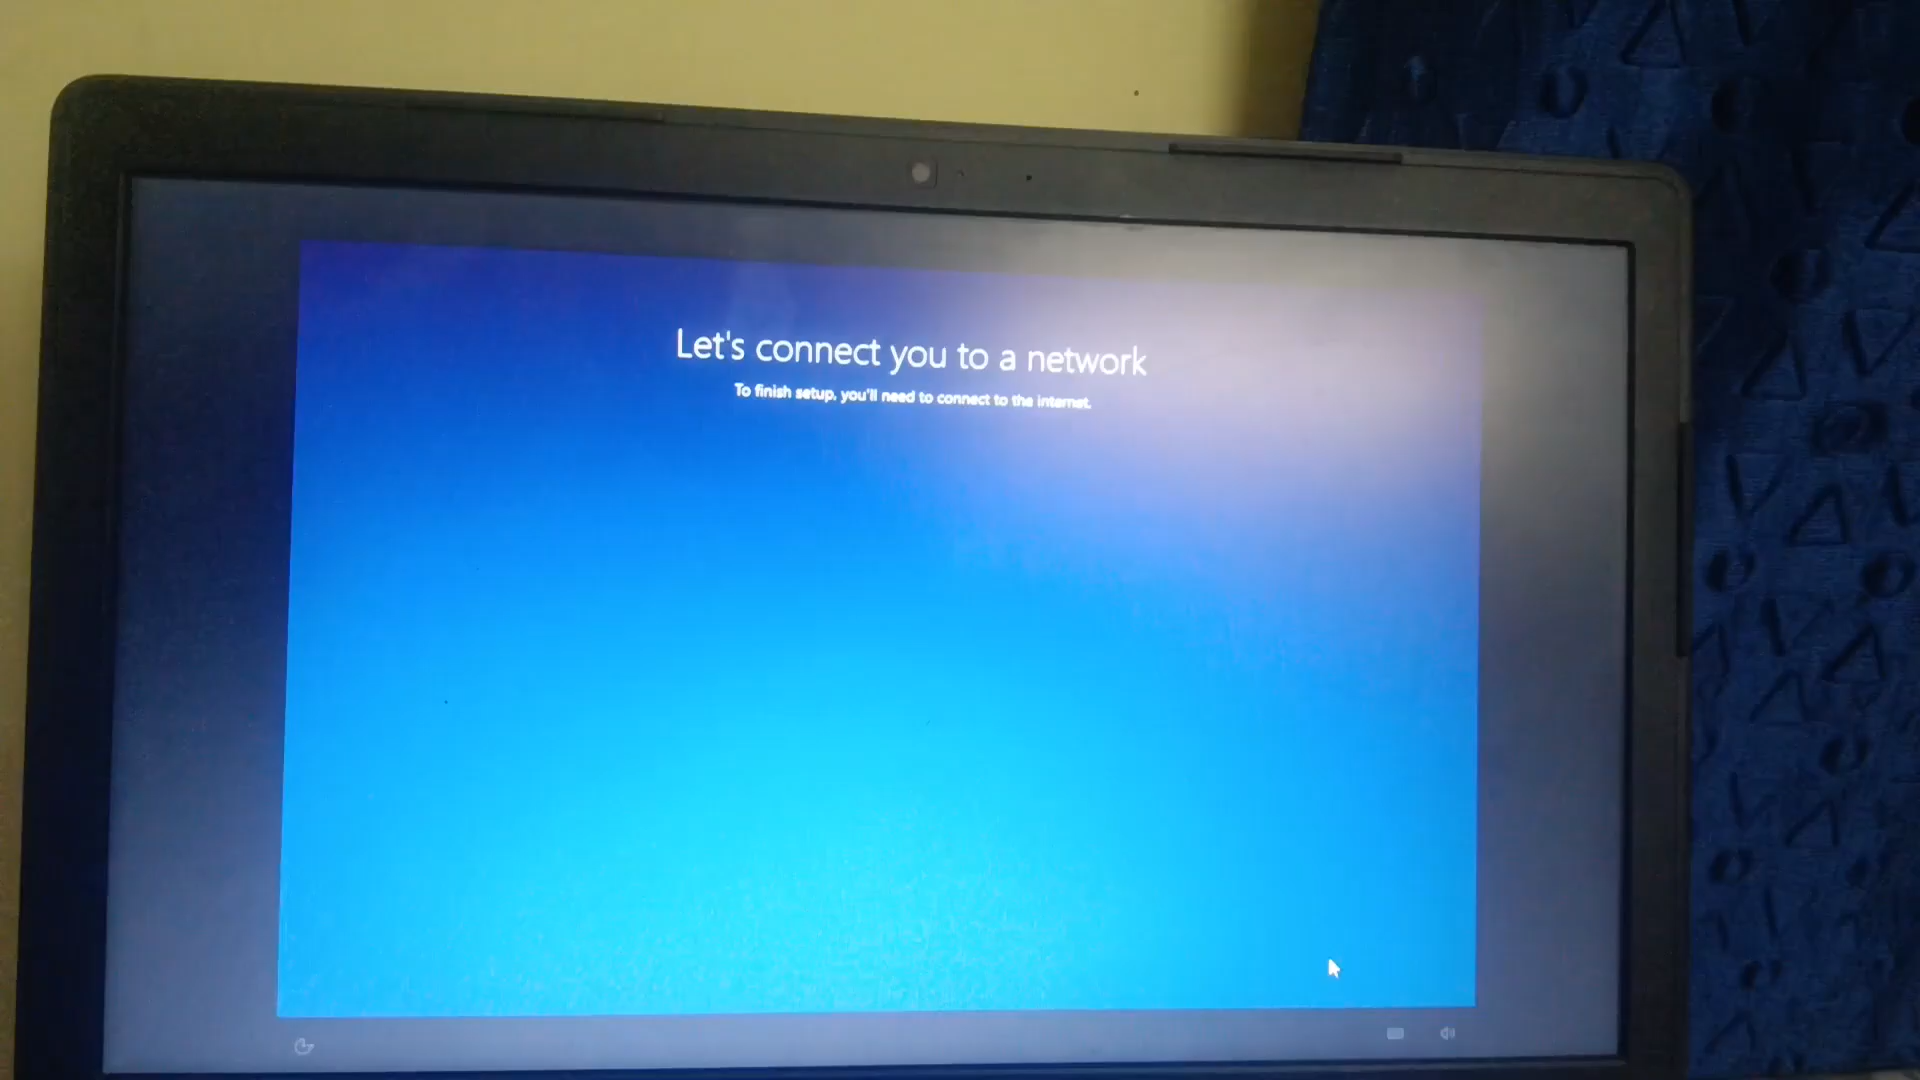 Let's connect you to a network
To finish setup, you'll need to connect to the internet.